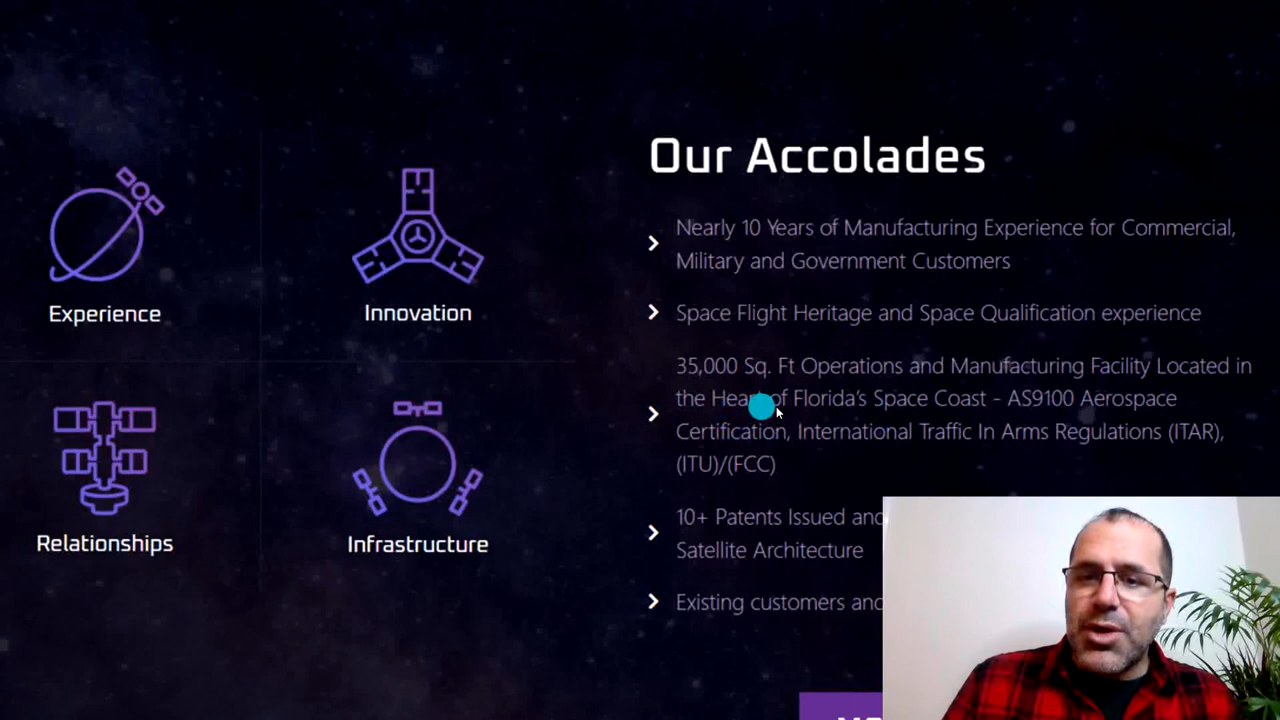 Our Accolades
Nearly 10 Years of Manufacturing Experience for Commercial,
Military and Government Customers
Space Flight Heritage and Space Qualification experience
35,000 Sq. Ft Operations and Manufacturing Facility Located in
the Heart of Florida's Space Coast - AS9100 Aerospace
Certification, International Traffic In Arms Regulations (ITAR),
(ITU)/(FCC)
10+ Patents Issued and
Satellite Architecture
Existing customers and
Experience
Innovation
Relationships
Infrastructure